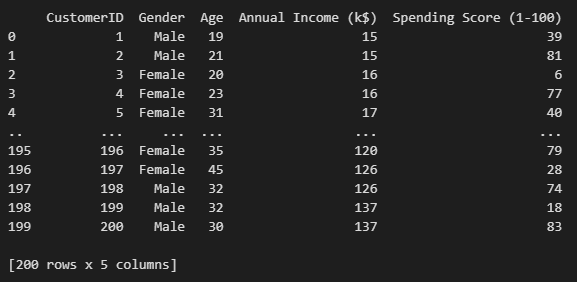 CustomerID  Gender  Age  Annual Income (k$)  Spending Score (1-100)
0             1    Male   19                  15                      39
1             2    Male   21                  15                      81
2             3  Female   20                  16                       6
3             4  Female   23                  16                      77
4             5  Female   31                  17                      40
..          ...     ...  ...                 ...                     ...
195         196  Female   35                 120                      79
196         197  Female   45                 126                      28
197         198    Male   32                 126                      74
198         199    Male   32                 137                      18
199         200    Male   30                 137                      83
[200 rows x 5 columns]